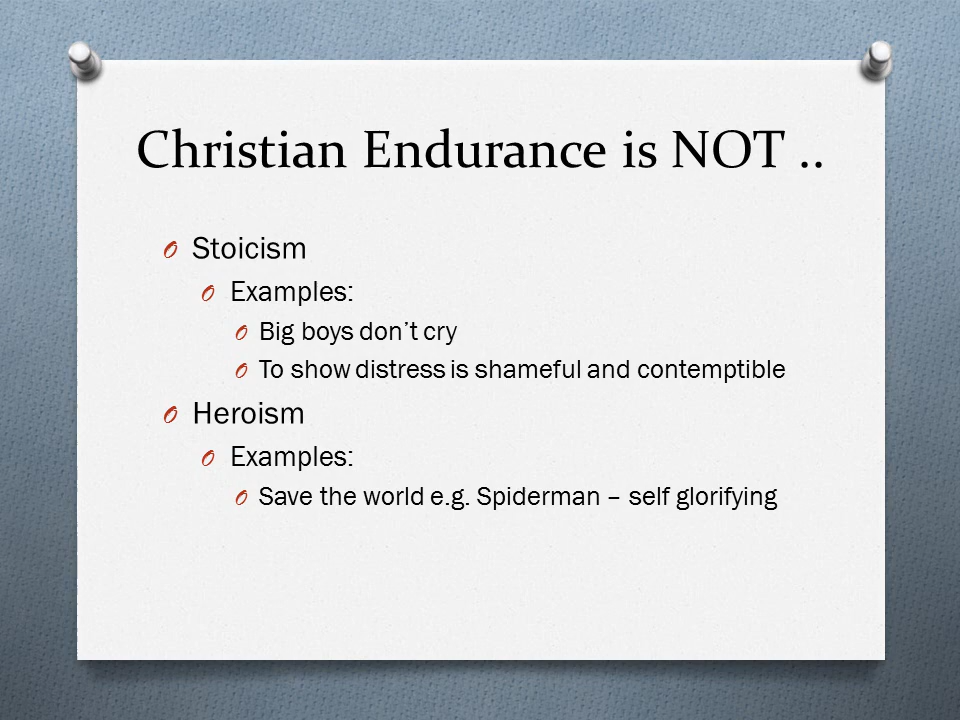 Christian Endurance is NOT ..
Stoicism
Examples:
Big boys don’t cry
To show distress is shameful and contemptible
Heroism
Examples:
Save the world e.g. Spiderman – self glorifying